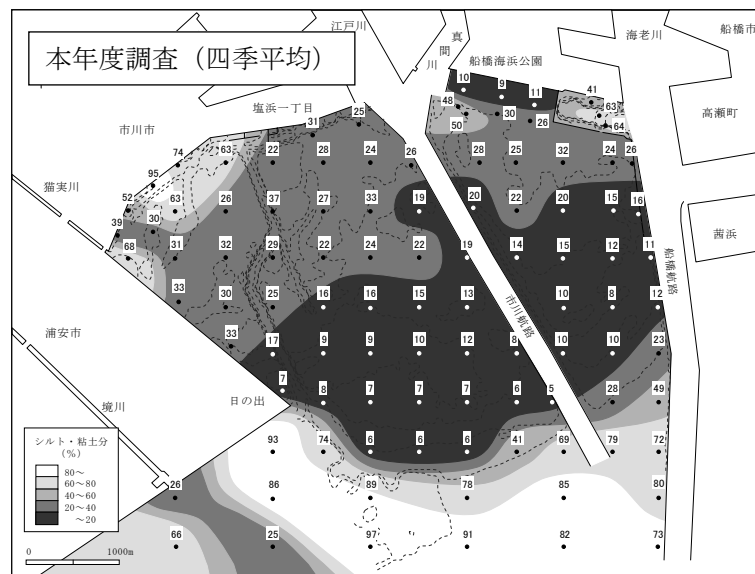 江戸川
真間川
船橋海浜公園
海老川
船橋市
本年度調査（四季平均）
塩浜一丁目
市川市
高瀬町
猫実川
茜浜
船橋航路
市川航路
浦安市
日の出
境川
10 9 11 41
48 30 26 63
50 64
31 25
74 63 22 28 24 26 28 25 32 24 26
95
52 63 26 37 27 33 19 20 22 20 15 16
39 30
68 31 32 29 22 24 22 19 14 15 12 11
33 30 25 16 16 15 13 10 8 12
33 17 9 9 10 12 8 10 10 23
7 8 7 7 7 6 5 28 49
93 74 6 6 6 41 69 79 72
26 86 89 78 85 80
66 25 97 91 82 73
シルト・粘土分
（%）
80～
60～80
40～60
20～40
～20
0 1000m